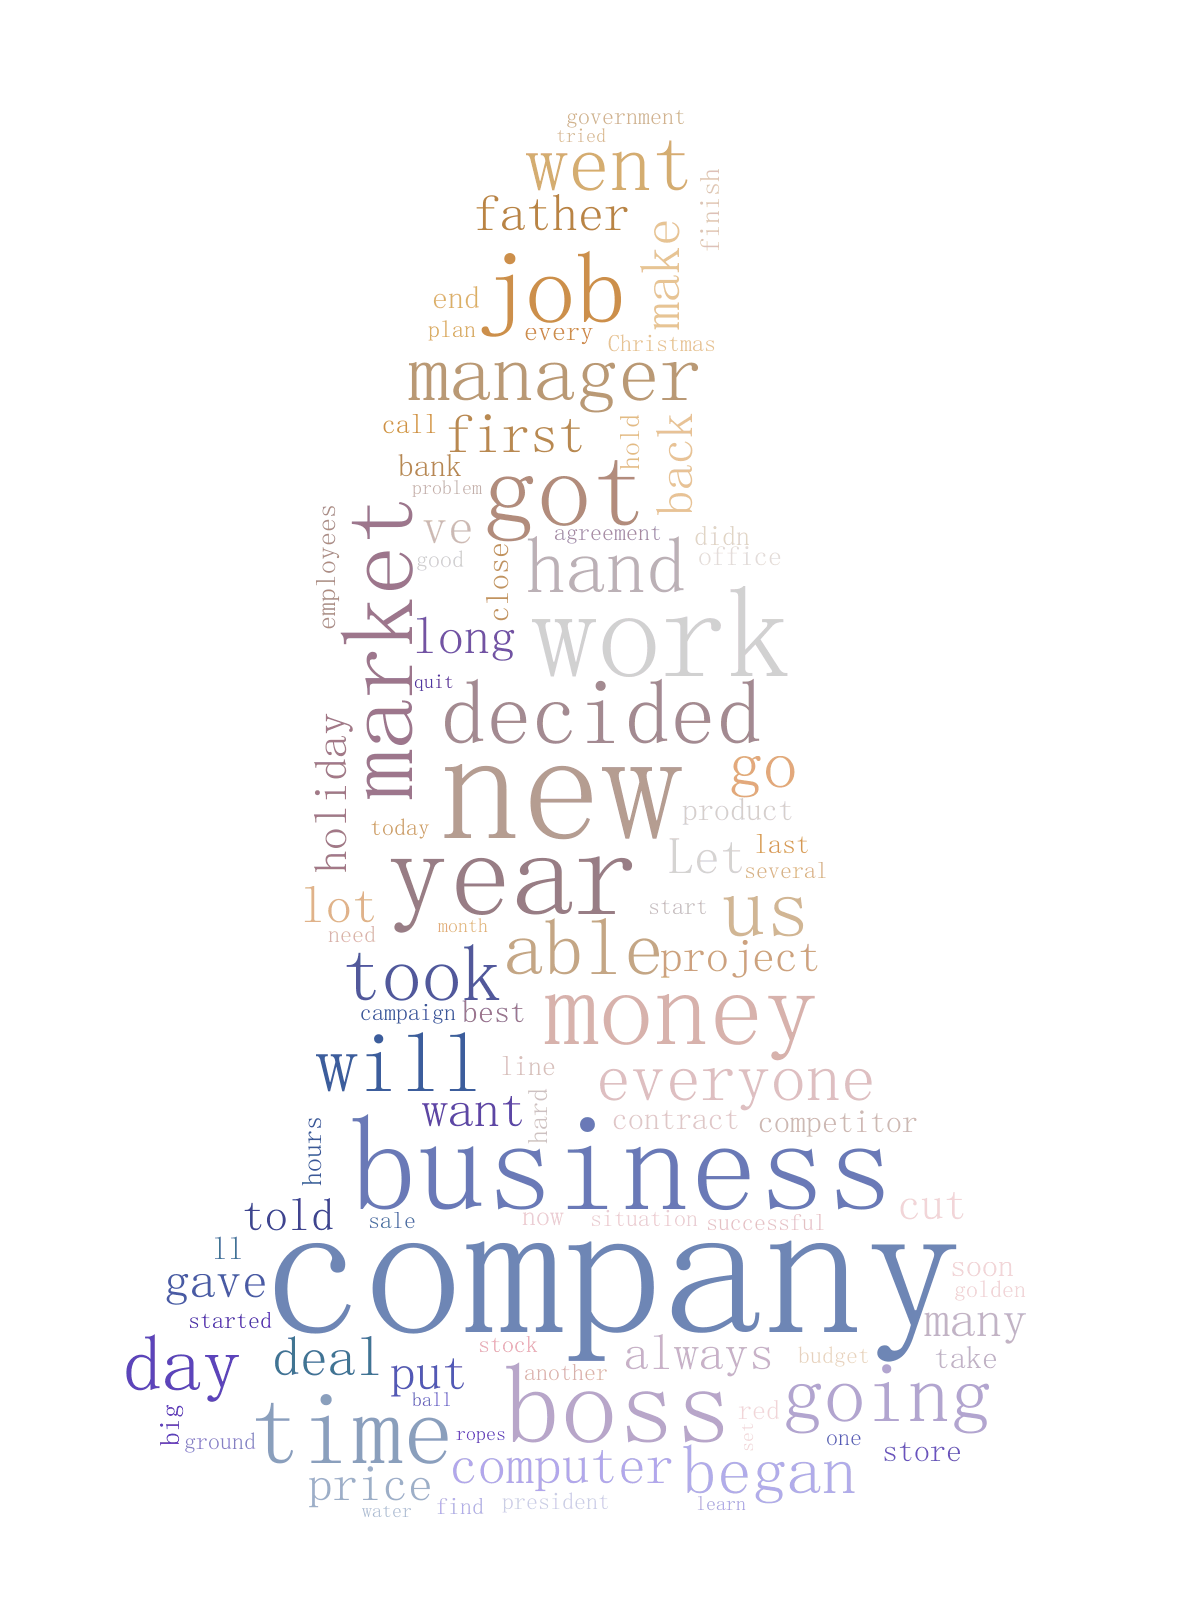 government
tried
went
finish
father
make
job
end
plan
every
Christmas
manager
call
first
hold
back
bank
problem
got
employees
market
ve
agreement
didn
good
close
hand
office
work
long
quit
decided
holiday
new
go
product
today
year
Let
last
several
lot
us
start
need
month
able
project
took
money
campaign
best
will
line
everyone
want
hard
contract
competitor
hours
business
told
sale
now
situation
successful
cut
ll
company
soon
gave
golden
started
many
day
deal
stock
always
budget
take
put
another
boss
going
ball
big
ground
time
ropes
red
set
one
store
computer
began
price
water
find
president
learn